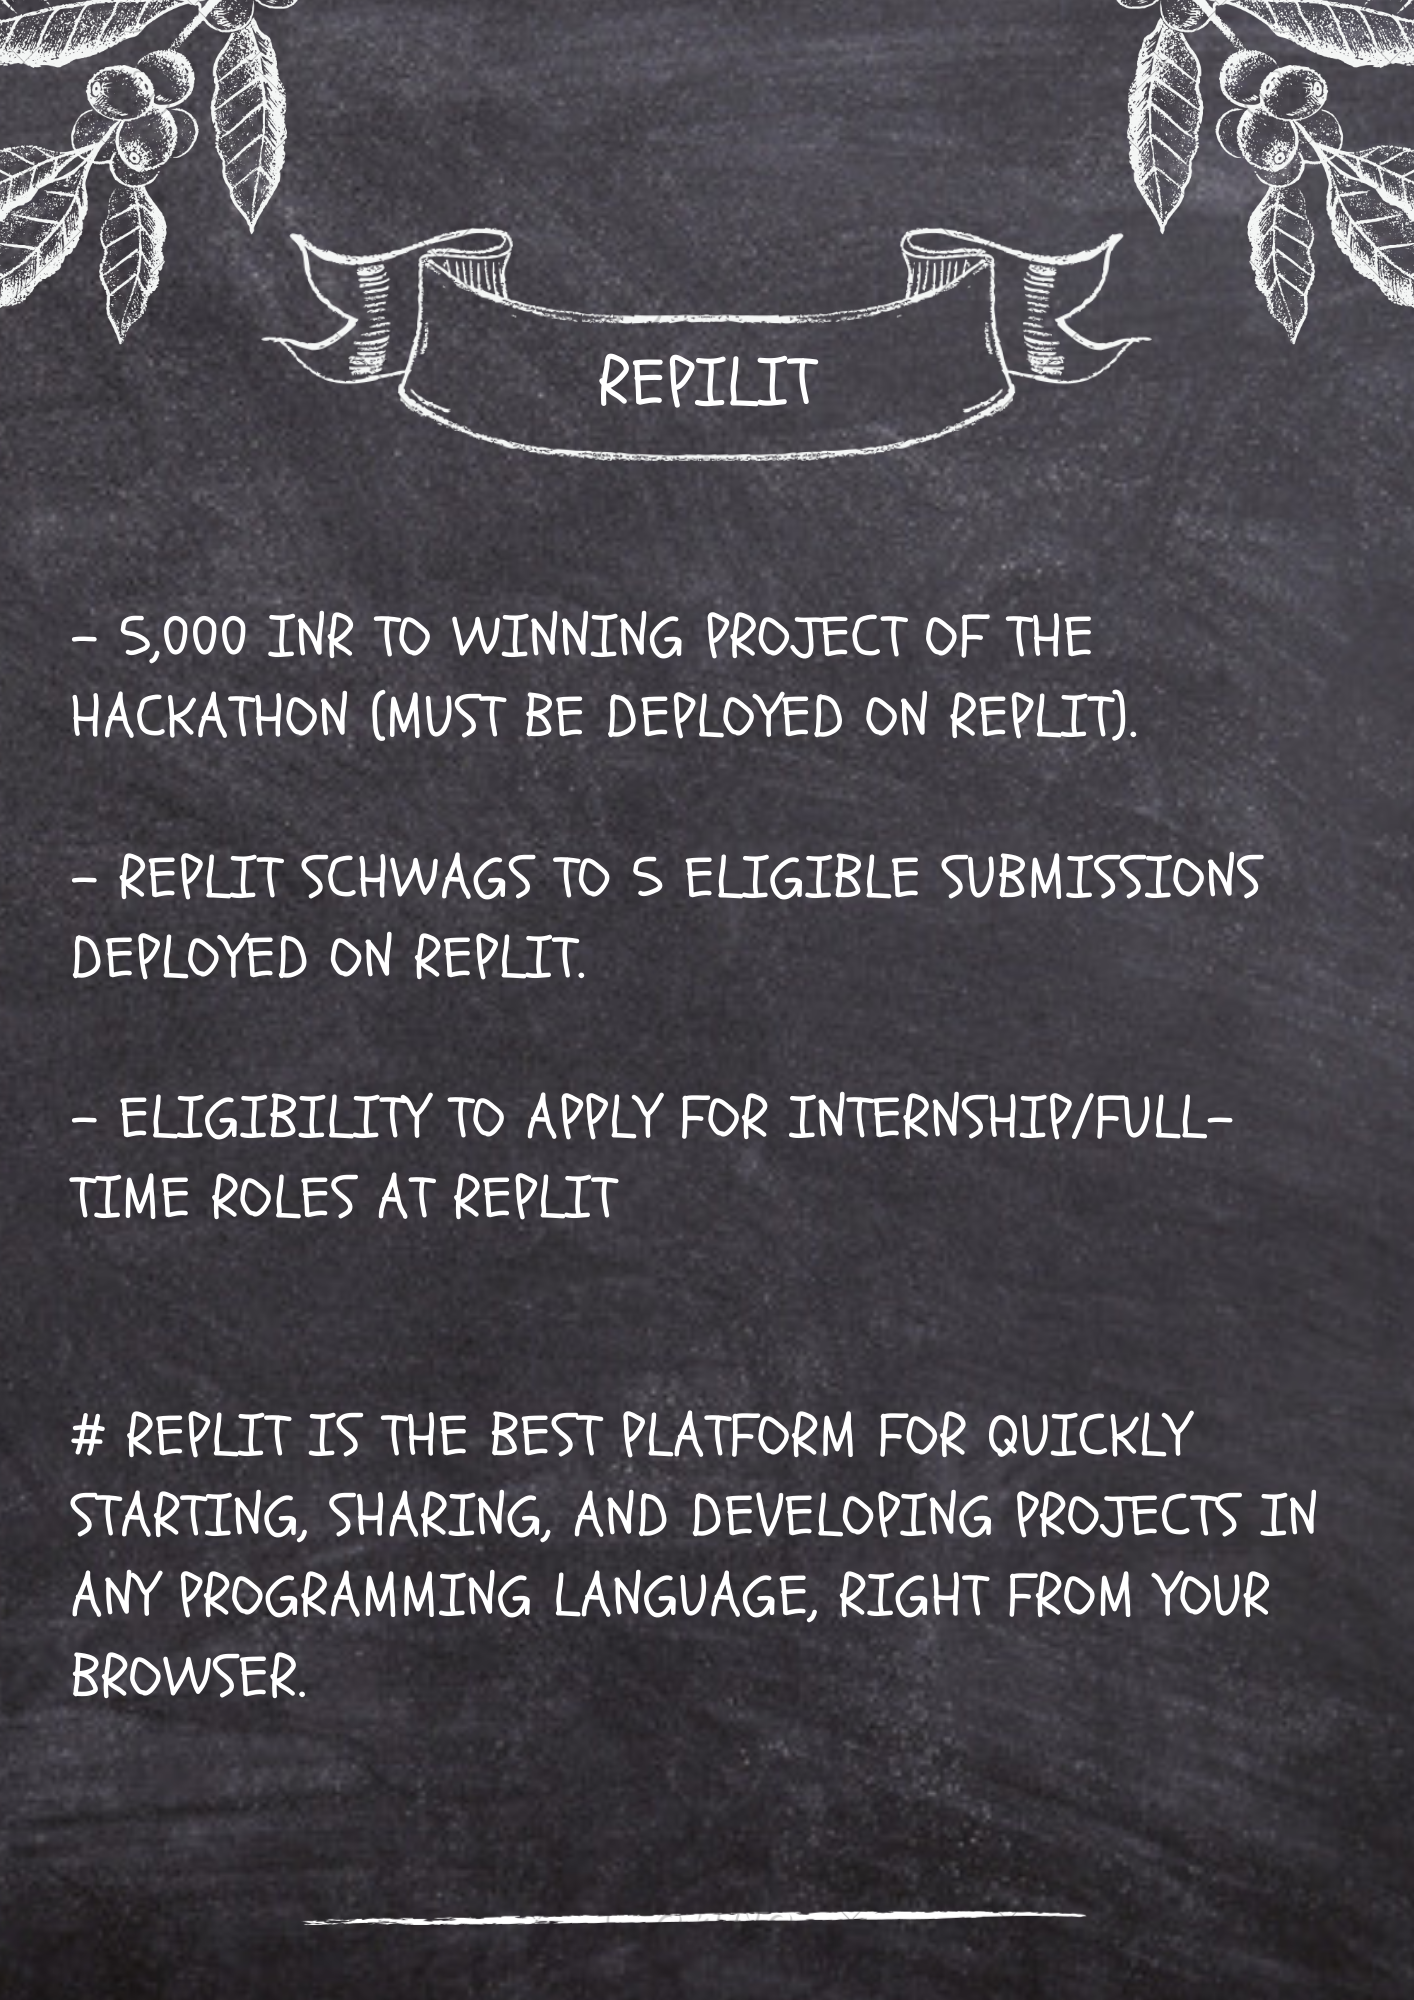 REPILIT
- 5,000 INR TO WINNING PROJECT OF THE
HACKATHON (MUST BE DEPLOYED ON REPLIT).
- REPLIT SCHWAGS TO 5 ELIGIBLE SUBMISSIONS
DEPLOYED ON REPLIT.
- ELIGIBILITY TO APPLY FOR INTERNSHIP/FULL-
TIME ROLES AT REPLIT
# REPLIT IS THE BEST PLATFORM FOR QUICKLY
STARTING, SHARING, AND DEVELOPING PROJECTS IN
ANY PROGRAMMING LANGUAGE, RIGHT FROM YOUR
BROWSER.